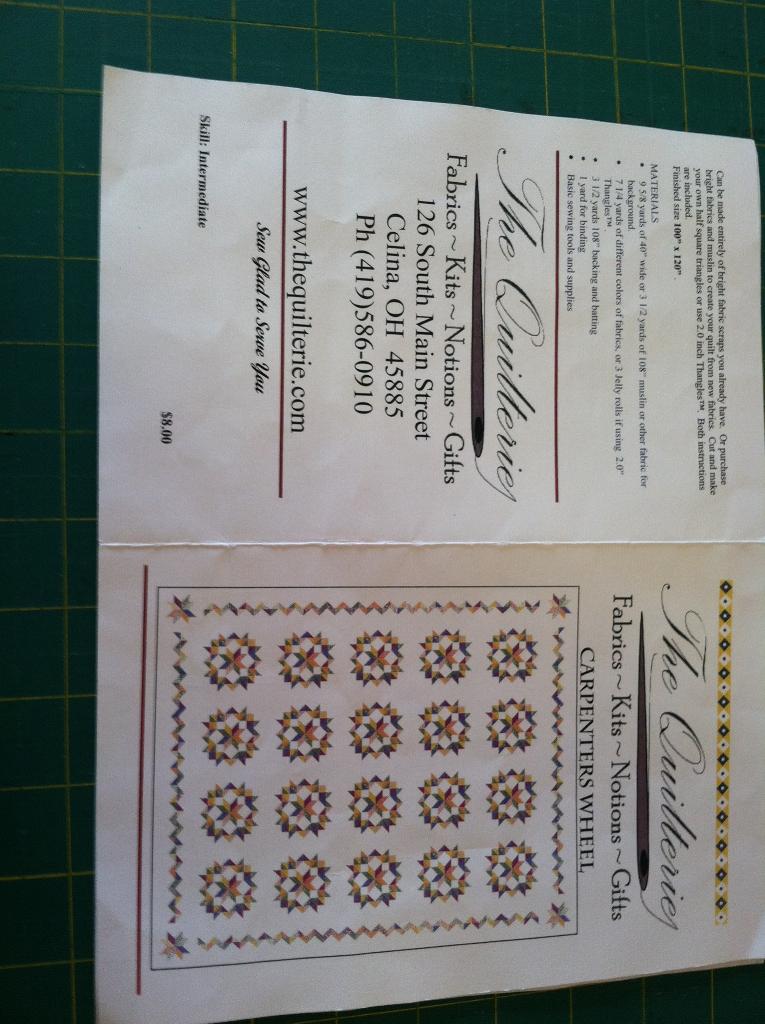 Can be made entirely of bright fabric scraps you already have. Or purchase
bright fabrics and muslin to create your quilt from new fabrics. Cut and make
your own half square triangles or use 2.0 inch Thangles™. Both instructions
are included.
Finished size 100" x 120".
MATERIALS
• 9 5/8 yards of 40" wide or 3 1/2 yards of 108" muslin or other fabric for
background
• 7 1/4 yards of different colors of fabrics, or 3 Jelly rolls if using 2.0"
Thangles™
• 3 1/2 yards 108" backing and batting
• 1 yard for binding
• Basic sewing tools and supplies
The Quilterie
Fabrics ~ Kits ~ Notions ~ Gifts
126 South Main Street
Celina, OH 45885
Ph (419)586-0910
www.thequilterie.com
Sew Glad to Serve You
Skill: Intermediate
$8.00
The Quilterie
Fabrics ~ Kits ~ Notions ~ Gifts
CARPENTERS WHEEL